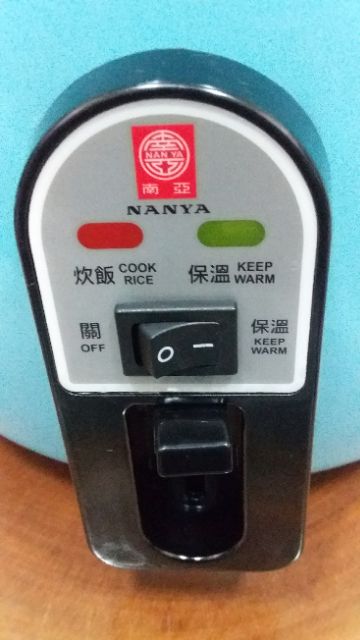 NAN YA
南亞
NANYA
炊飯 COOK RICE
保溫 KEEP WARM
關
OFF
保溫
KEEP
WARM
O —